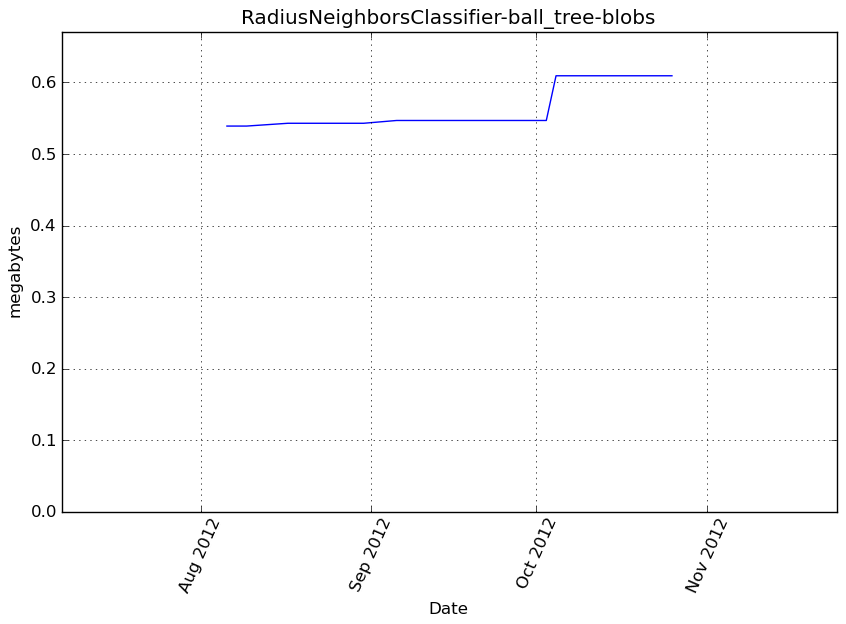 RadiusNeighborsClassifier-ball_tree-blobs
0.6
0.5
0.4
0.3
0.2
0.1
0.0
megabytes
Aug 2012
Sep 2012
Oct 2012
Nov 2012
Date